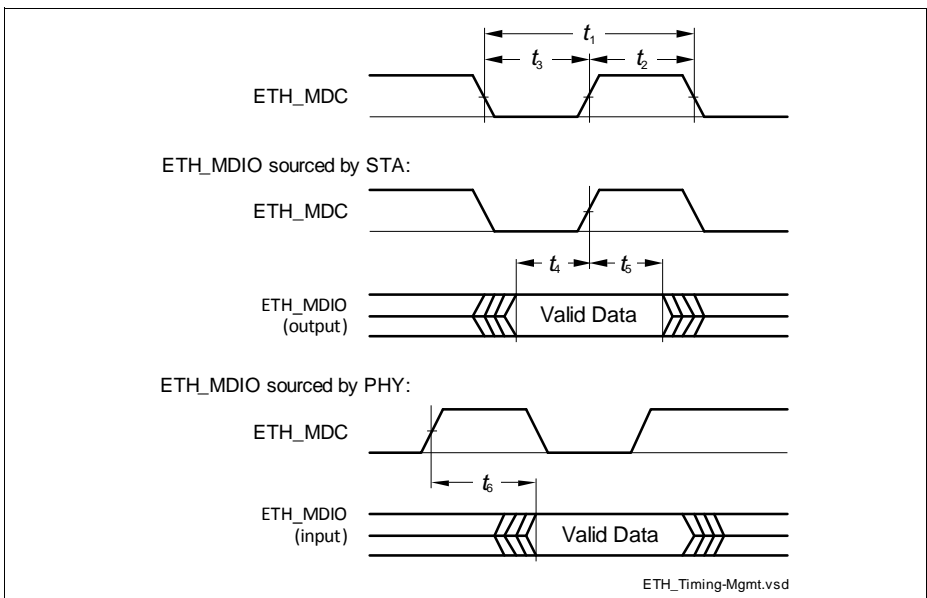 t₁
t₃ t₂
ETH_MDC
ETH_MDIO sourced by STA:
ETH_MDC
t₄ t₅
ETH_MDIO
(output)
Valid Data
ETH_MDIO sourced by PHY:
ETH_MDC
t₆
ETH_MDIO
(input)
Valid Data
ETH_Timing-Mgmt.vsd